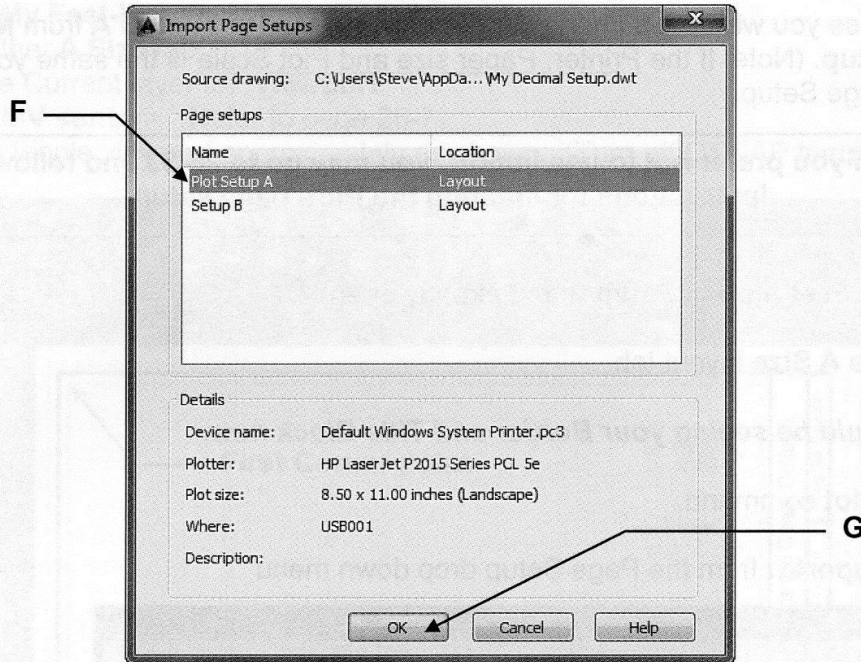 Import Page Setups
Source drawing: C:\Users\Steve\AppDa...\My Decimal Setup.dwt
Page setups
F
Name Location
Plot Setup A Layout
Setup B Layout
Details
Device name: Default Windows System Printer.pc3
Plotter: HP LaserJet P2015 Series PCL 5e
Plot size: 8.50 x 11.00 inches (Landscape)
Where: USB001
G
Description:
OK Cancel Help